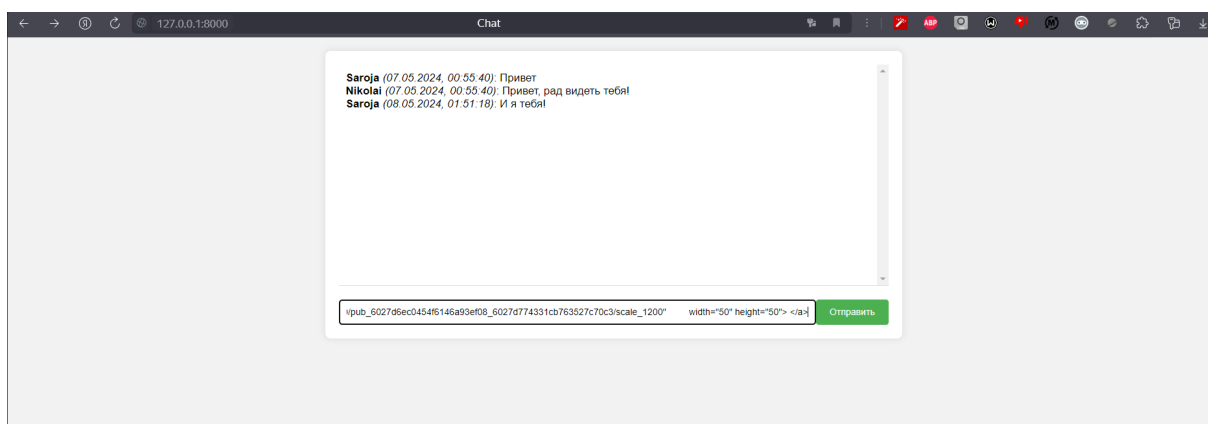 127.0.0.1:8000
Chat
ABP
Saroja (07.05.2024, 00:55:40): Привет
Nikolai (07.05.2024, 00:55:40): Привет, рад видеть тебя!
Saroja (08.05.2024, 01:51:18): И я тебя!
/pub_6027d6ec0454f6146a93ef08_6027d774331cb763527c70c3/scale_1200" width="50" height="50"> </a>
Отправить